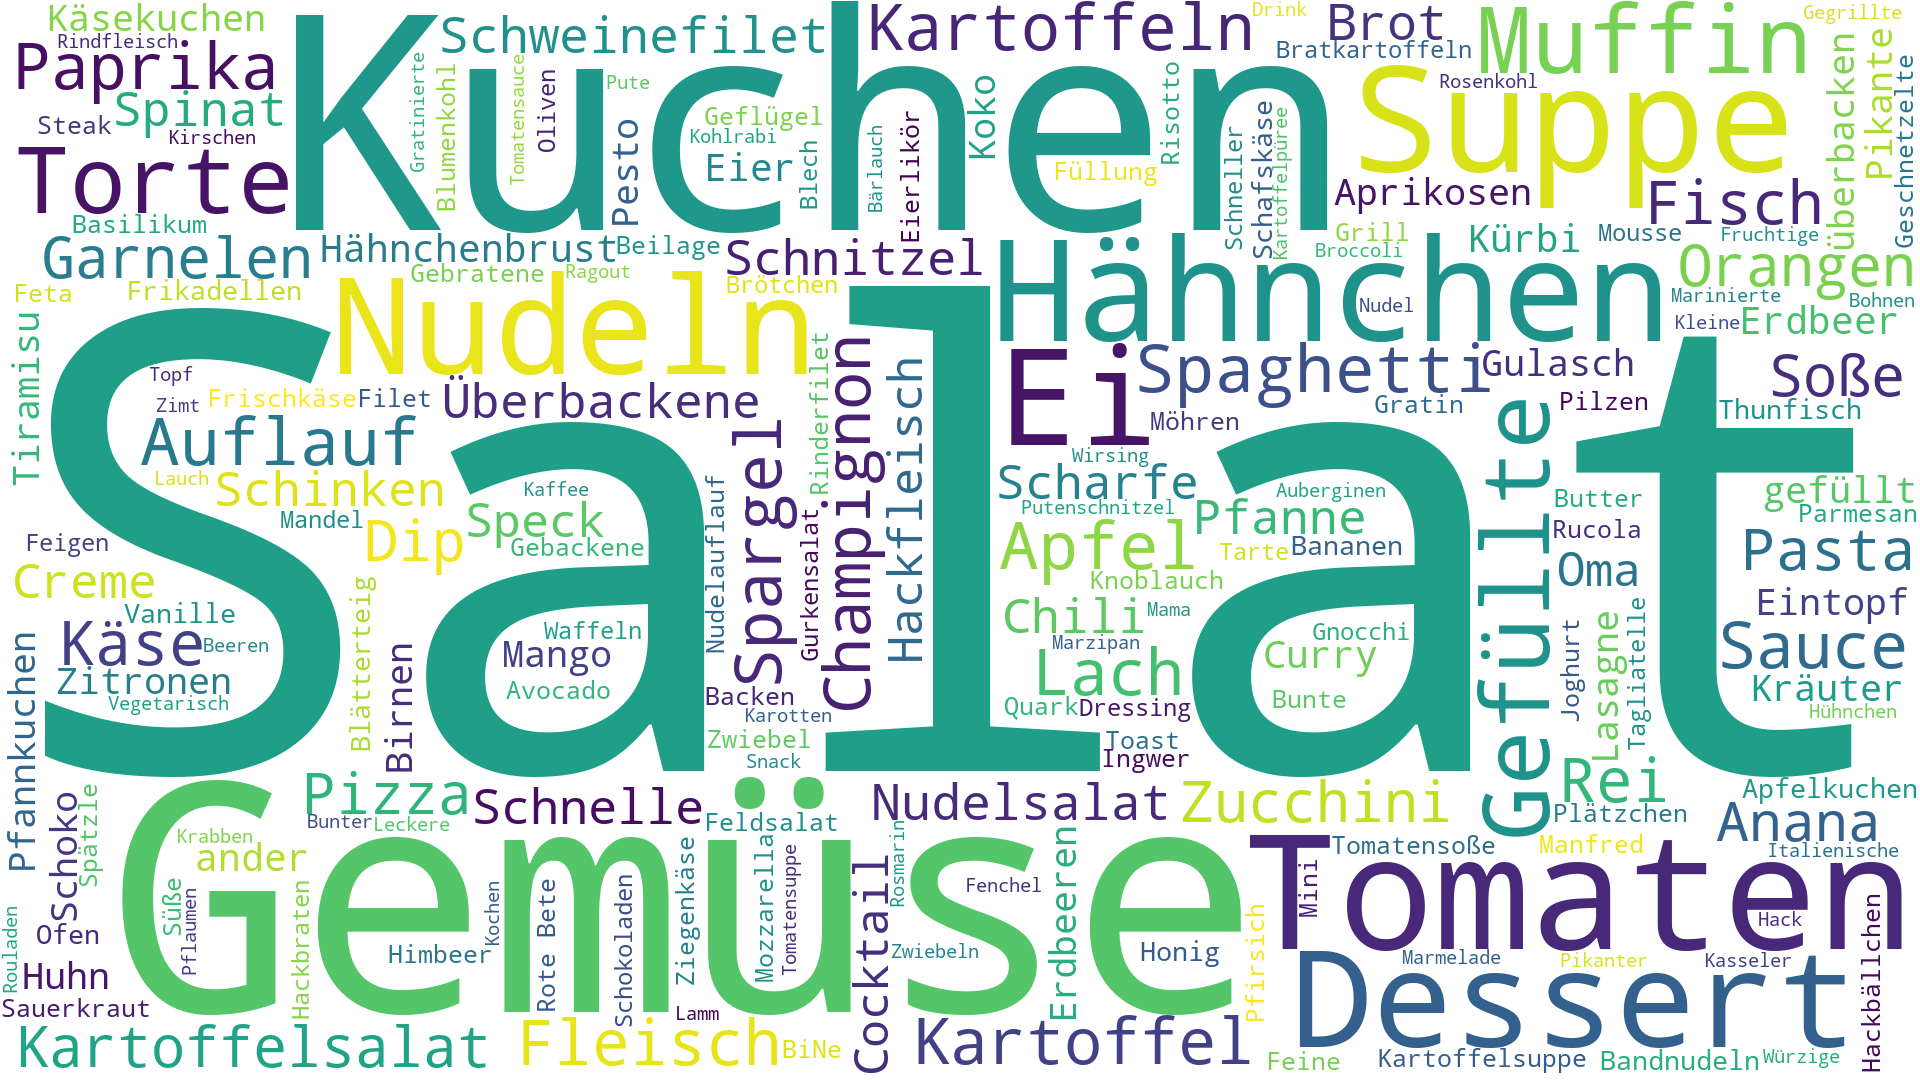 Käsekuchen
Rindfleisch
Paprika
Spinat
Steak
Kirschen
Torte
Basilikum
Garnelen
Feta
Frikadellen
Tiramisu
Kuchen
Schweinefilet
Gratinierte
Blumenkohl
Tomatensauce
Oliven
Pute
Pesto
Geflügel
Kohlrabi
Eier
Blech
Bärlauch
Eierlikör
Kartoffeln
Koko
Füllung
Risotto
Schneller
Schafskäse
Kartoffelpüree
Drink
Brot
Bratkartoffeln
Gegrillte
Muffin
Rosenkohl
Suppe
überbacken
Pikante
Geschnetzelte
Aprikosen
Fisch
Grill
Broccoli
Kürbi
Mousse
Fruchtige
Orangen
Marinierte
Bohnen
Kleine
Erdbeer
Hähnchenbrust
Beilage
Gebratene
Ragout
Schnitzel
Brötchen
Hähnchen
Nudel
Nudeln
Salat
Topf
Zimt
Frischkäse
Filet
Überbackene
Auflauf
Lauch
Schinken
Mandel
Dip
Kaffee
Speck
Gebackene
Feigen
Creme
Vanille
Käse
Beeren
Zitronen
Vegetarisch
Pfannkuchen
Blätterteig
Birnen
Waffeln
Mango
Avocado
Nudelauflauf
Spargel
Gurkensalat
Rinderfilet
Champignon
Hackfleisch
Backen
Karotten
Zwiebel
Snack
Ei
Spaghetti
Gulasch
Gratin
Möhren
Pilzen
Soße
Thunfisch
Wirsing
Scharfe
Putenschnitzel
Auberginen
Pfanne
Apfel
Tarte
Bananen
Knoblauch
Chili
Mama
Marzipan
Gnocchi
Curry
Lach
Bunte
Quark
Dressing
Toast
Ingwer
Gefüllte
Butter
Rucola
Oma
gefüllt
Parmesan
Pasta
Eintopf
Sauce
Kräuter
Hühnchen
Joghurt
Lasagne
Tagliatelle
Rei
Plätzchen
Apfelkuchen
Anana
Italienische
Pizza
Bunter
Leckere
Schnelle
Feldsalat
Nudelsalat
Zucchini
Gemüse
Schoko
Spätzle
Krabben
ander
Süße
Pflaumen
Ofen
Huhn
Rouladen
Sauerkraut
Hackbraten
Himbeer
Kochen
Rote Bete
Schokoladen
Ziegenkäse
Mozzarella
Tomatensuppe
Lamm
Cocktail
Rosmarin
Fenchel
Zwiebeln
Erdbeeren
Honig
Pfirsich
Mini
Tomatensoße
Manfred
Tomaten
Hack
Marmelade
Pikanter
Kasseler
Hackbällchen
Dessert
Kartoffelsalat
Fleisch
BiNe
Kartoffel
Feine
Kartoffelsuppe
Bandnudeln
Würzige